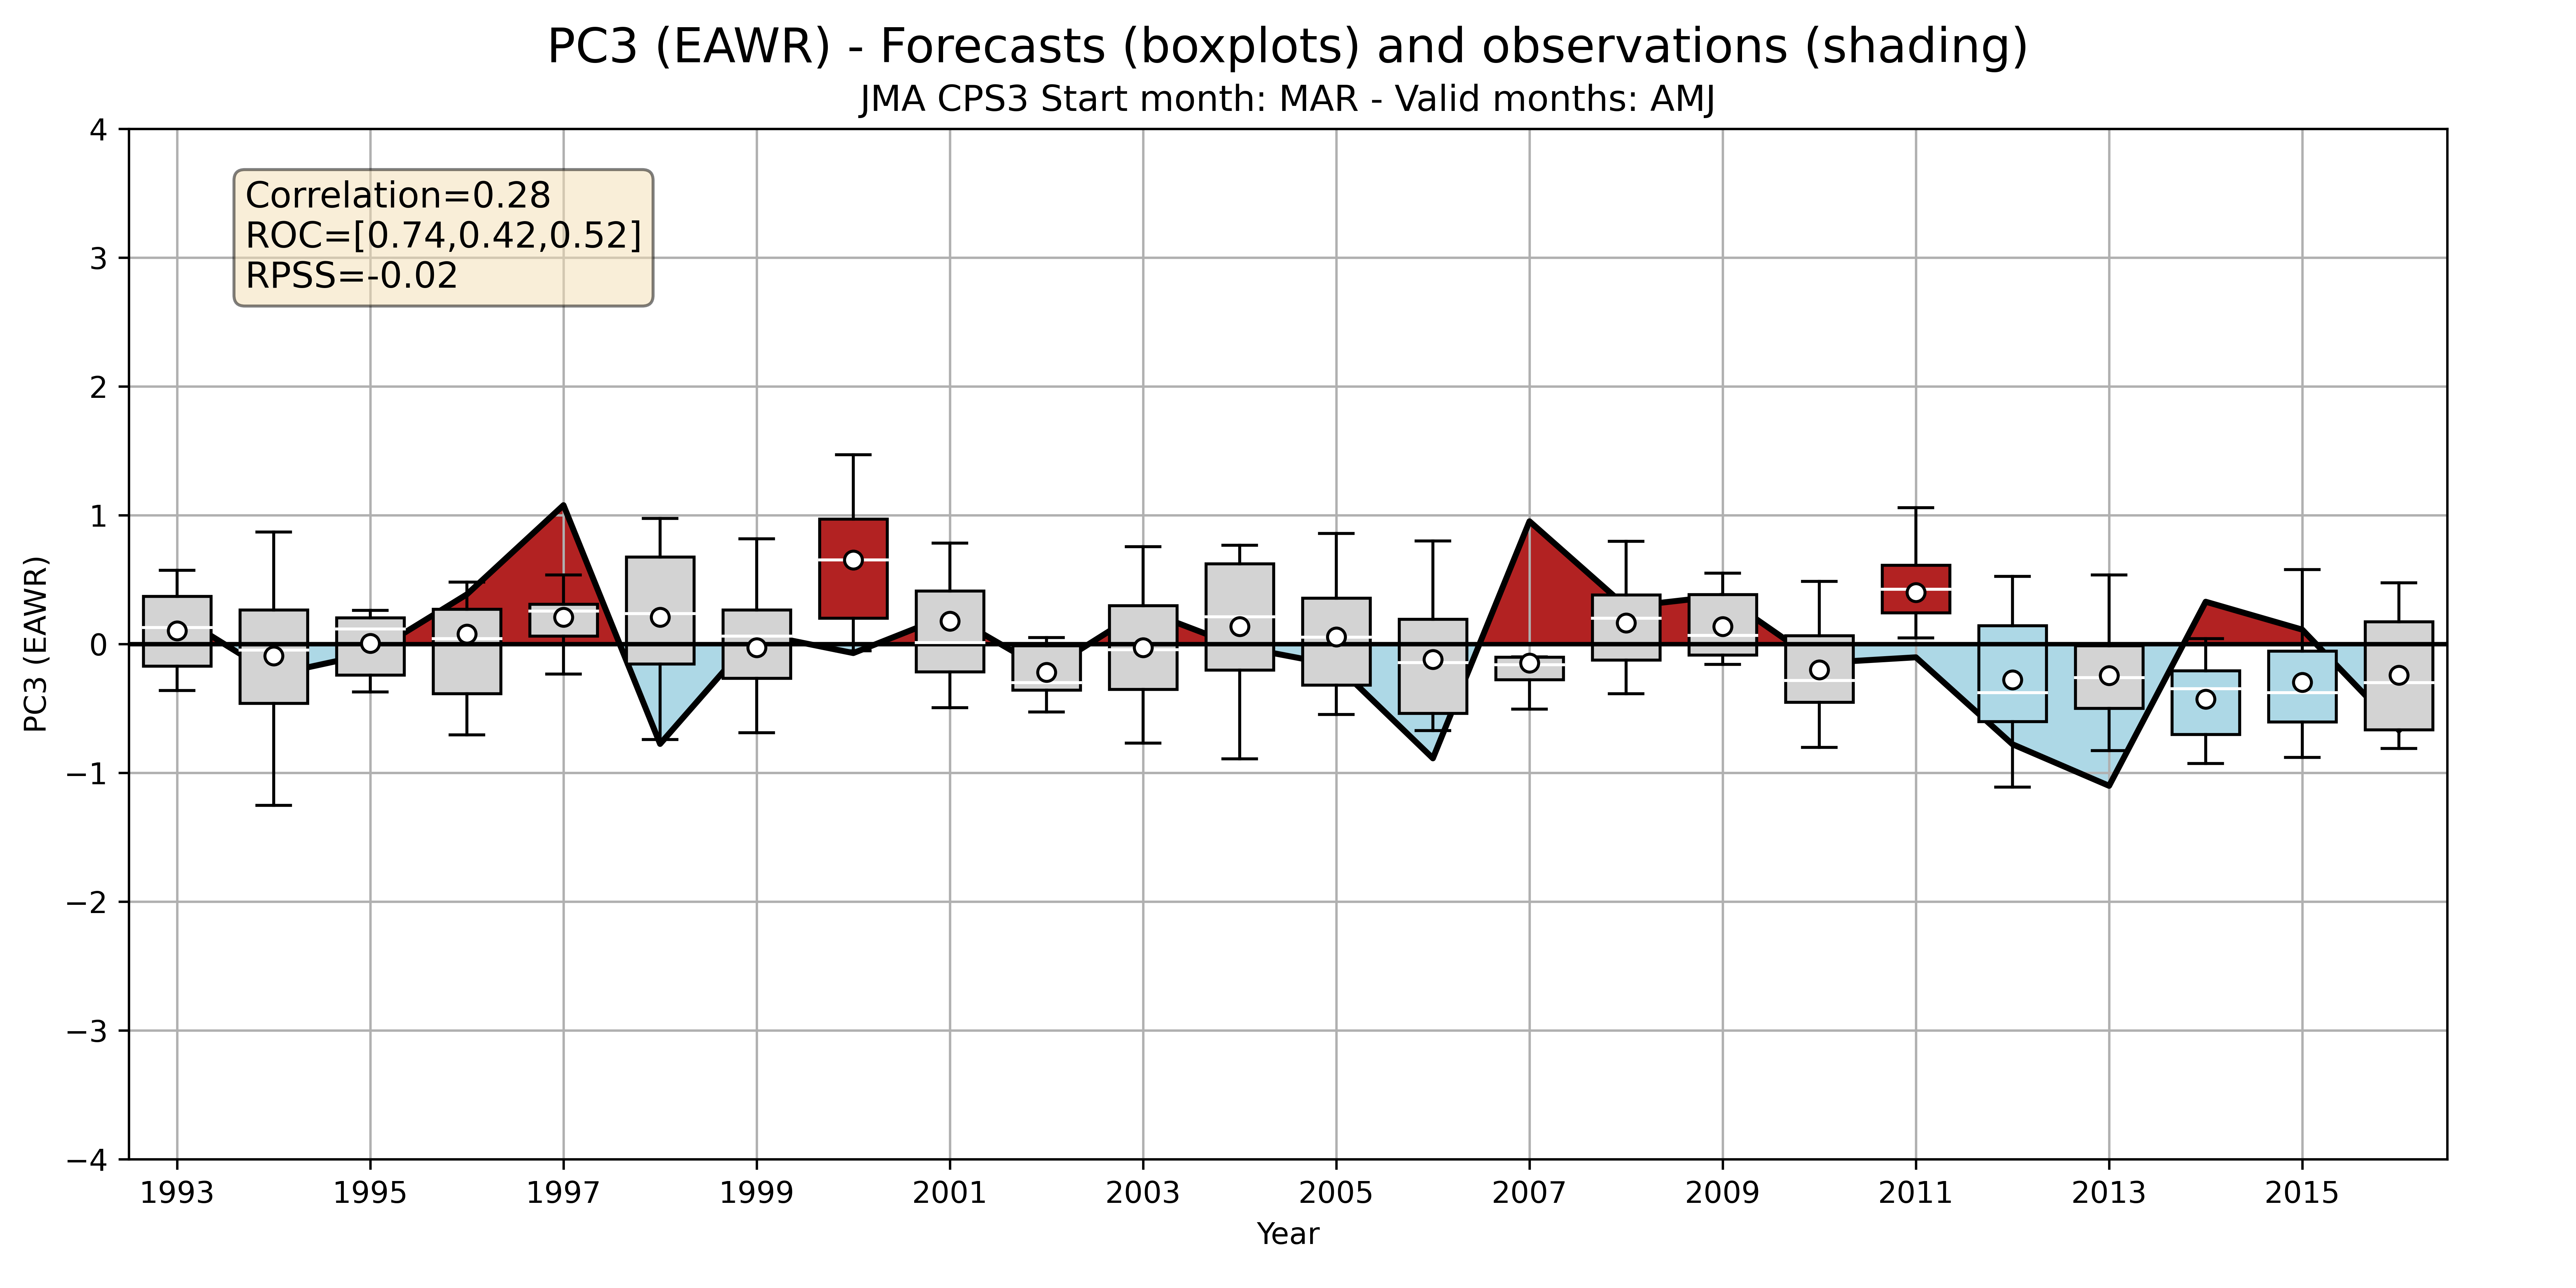 PC3 (EAWR) - Forecasts (boxplots) and observations (shading)
JMA CPS3 Start month: MAR - Valid months: AMJ
Correlation=0.28
ROC=[0.74,0.42,0.52]
RPSS=-0.02
PC3 (EAWR)
4
3
2
1
0
−1
−2
−3
−4
1993 1995 1997 1999 2001 2003 2005 2007 2009 2011 2013 2015
Year